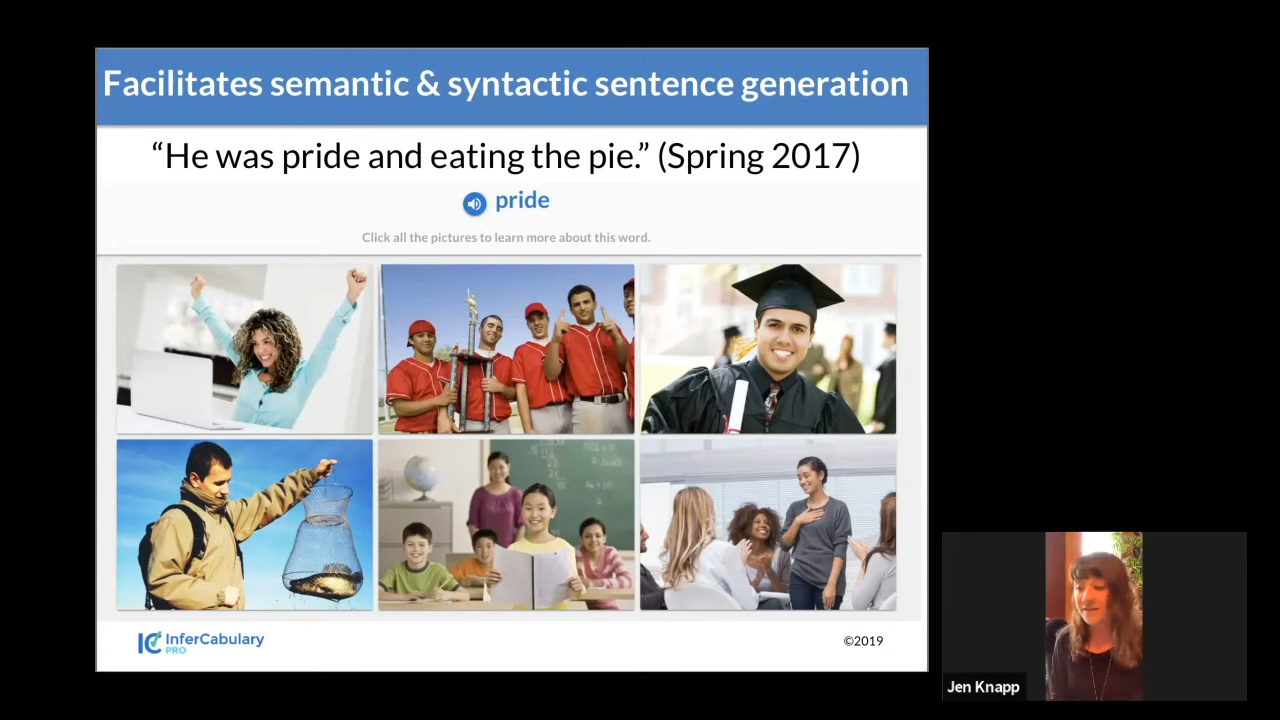 Facilitates semantic & syntactic sentence generation
“He was pride and eating the pie.” (Spring 2017)
pride
Click all the pictures to learn more about this word.
IC InferCabulary
PRO
©2019
Jen Knapp